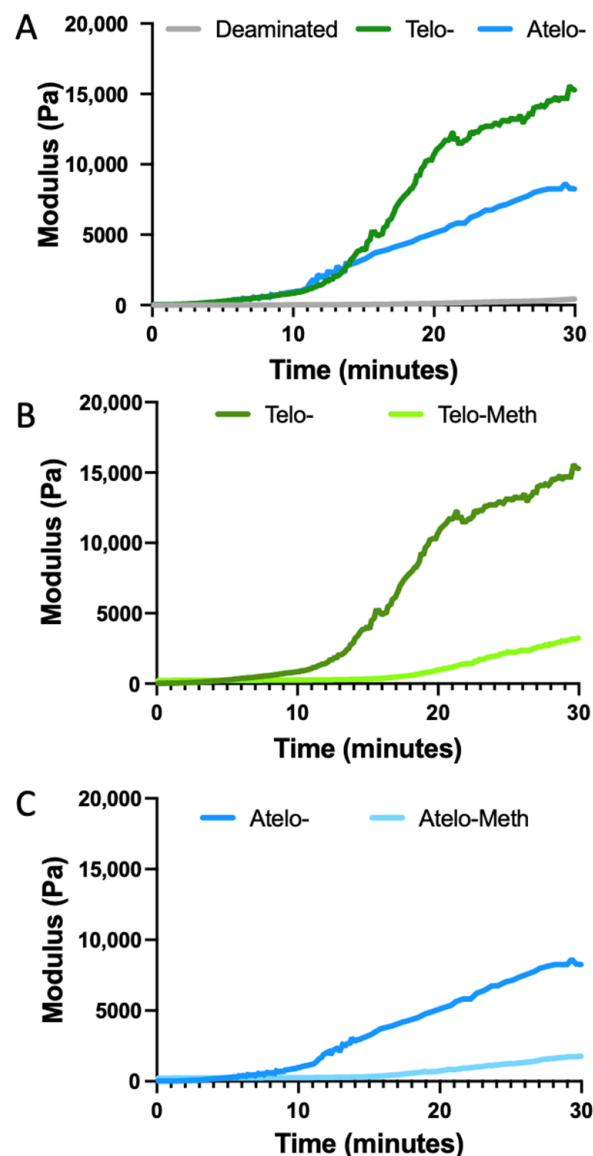 A
20,000
Deaminated Telo- Atelo-
15,000
10,000
5000
0
Modulus (Pa)
0 10 20 30
Time (minutes)
B
20,000
Telo- Telo-Meth
15,000
10,000
5000
0
Modulus (Pa)
0 10 20 30
Time (minutes)
C
20,000
Atelo- Atelo-Meth
15,000
10,000
5000
0
Modulus (Pa)
0 10 20 30
Time (minutes)